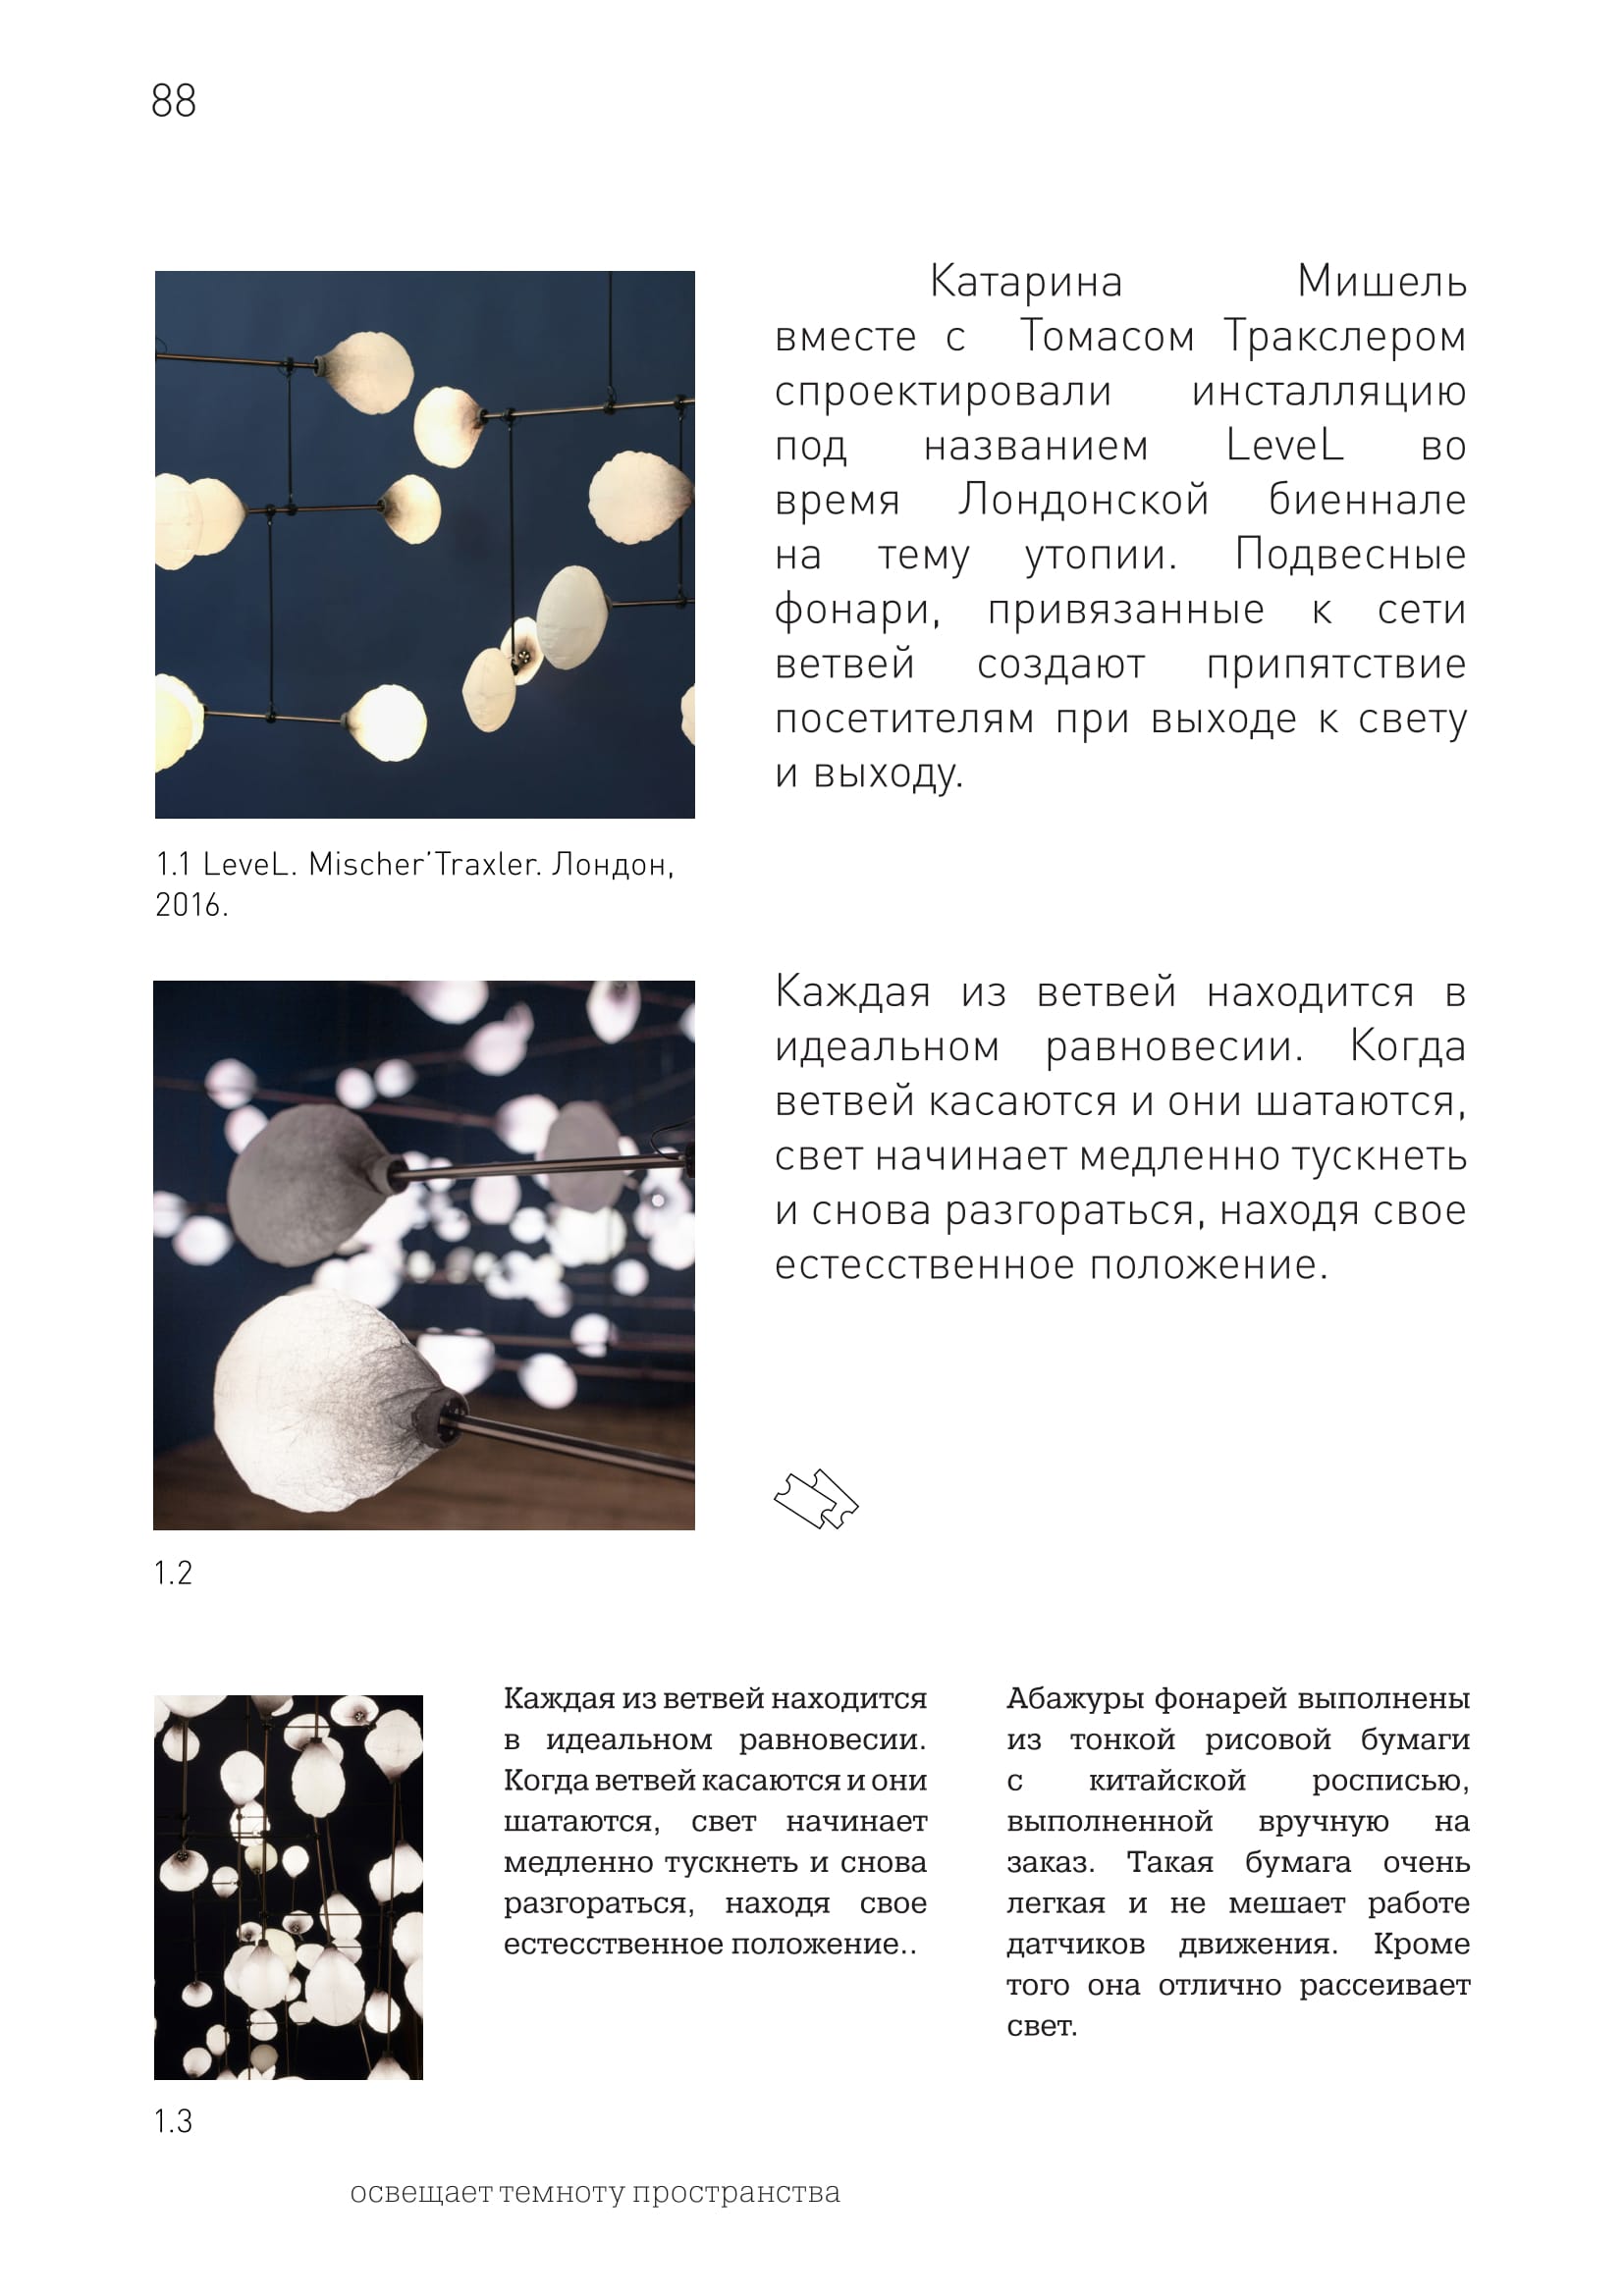 88
Катарина Мишель
вместе с Томасом Тракслером
спроектировали инсталляцию
под названием LeveL во
время Лондонской биеннале
на тему утопии. Подвесные
фонари, привязанные к сети
ветвей создают припятствие
посетителям при выходе к свету
и выходу.
1.1 LeveL. Mischer'Traxler. Лондон,
2016.
Каждая из ветвей находится в
идеальном равновесии. Когда
ветвей касаются и они шатаются,
свет начинает медленно тускнеть
и снова разгораться, находя свое
естесственное положение.
1.2
Каждая из ветвей находится
в идеальном равновесии.
Когда ветвей касаются и они
шатаются, свет начинает
медленно тускнеть и снова
разгораться, находя свое
естесственное положение..
Абажуры фонарей выполнены
из тонкой рисовой бумаги
с китайской росписью,
выполненной вручную на
заказ. Такая бумага очень
легкая и не мешает работе
датчиков движения. Кроме
того она отлично рассеивает
свет.
1.3
освещает темноту пространства